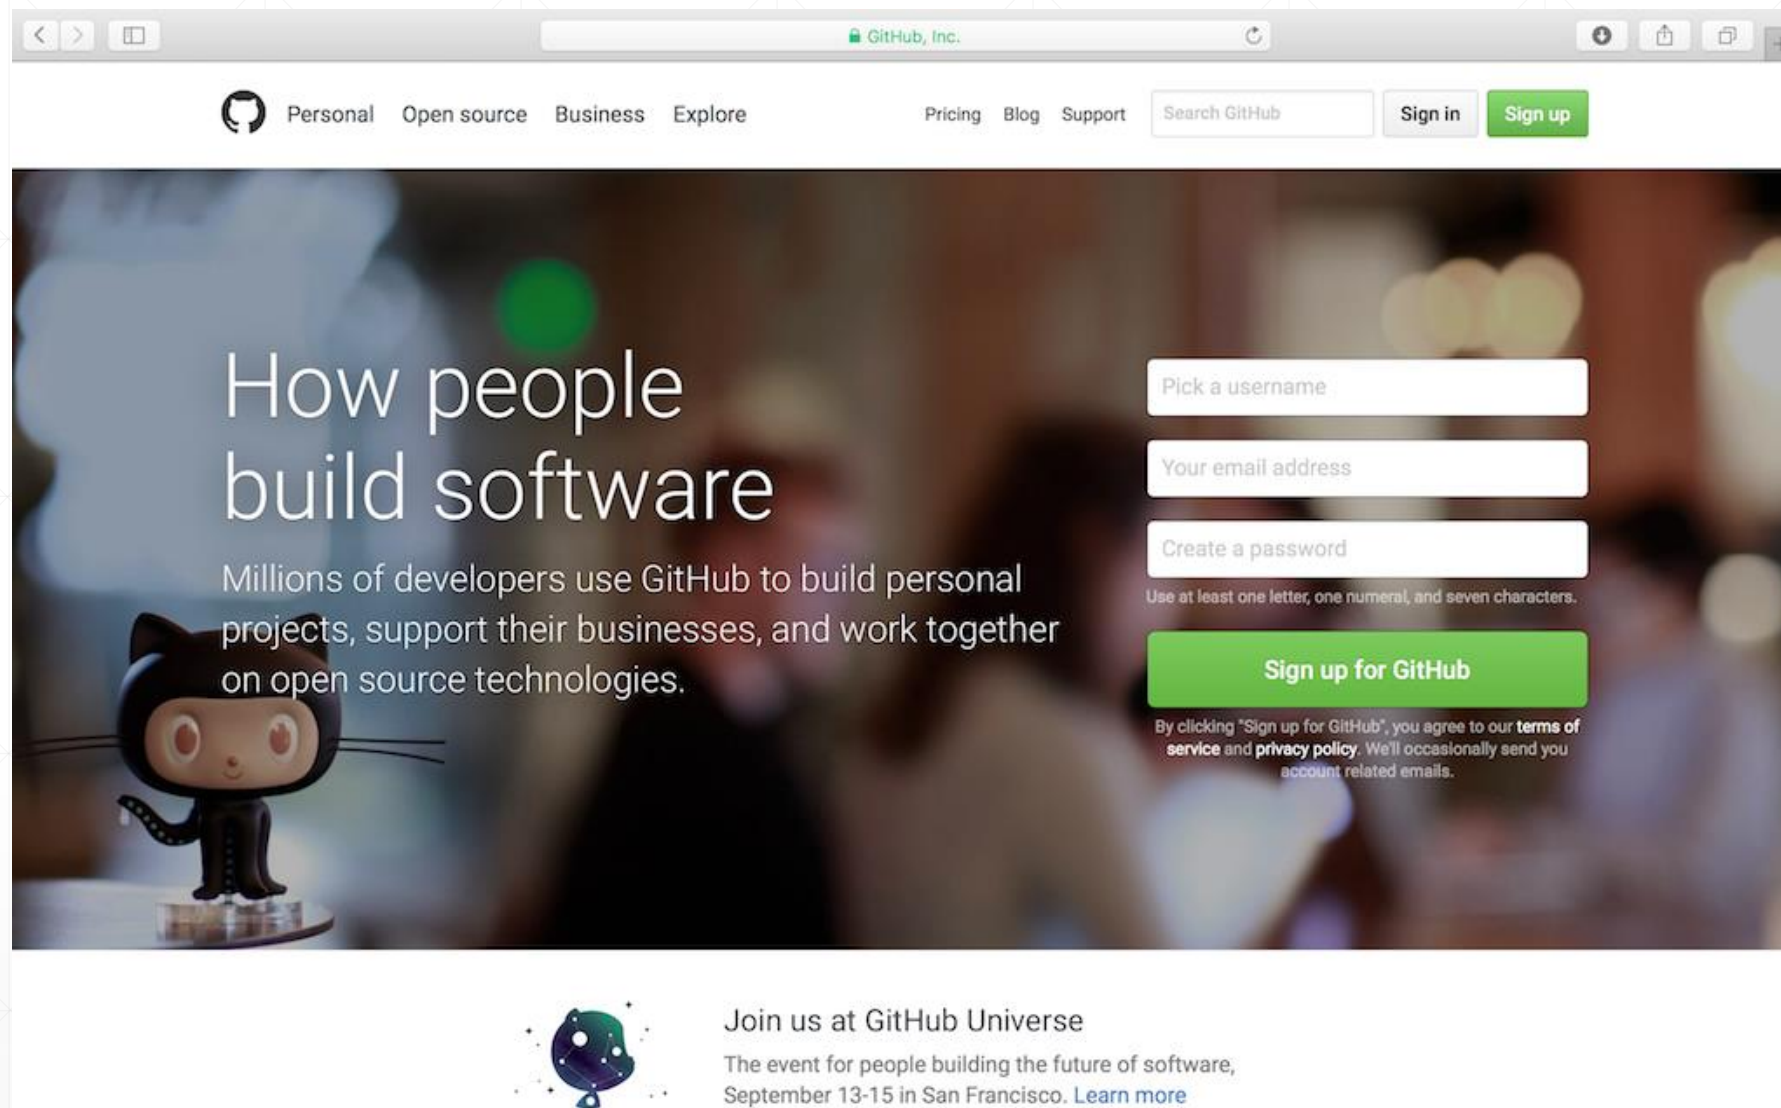 GitHub, Inc.
Personal Open source Business Explore Pricing Blog Support Search GitHub Sign in Sign up
How people
build software
Millions of developers use GitHub to build personal
projects, support their businesses, and work together
on open source technologies.
Pick a username
Your email address
Create a password
Use at least one letter, one numeral, and seven characters.
Sign up for GitHub
By clicking "Sign up for GitHub", you agree to our terms of
service and privacy policy. We'll occasionally send you
account related emails.
Join us at GitHub Universe
The event for people building the future of software,
September 13-15 in San Francisco. Learn more